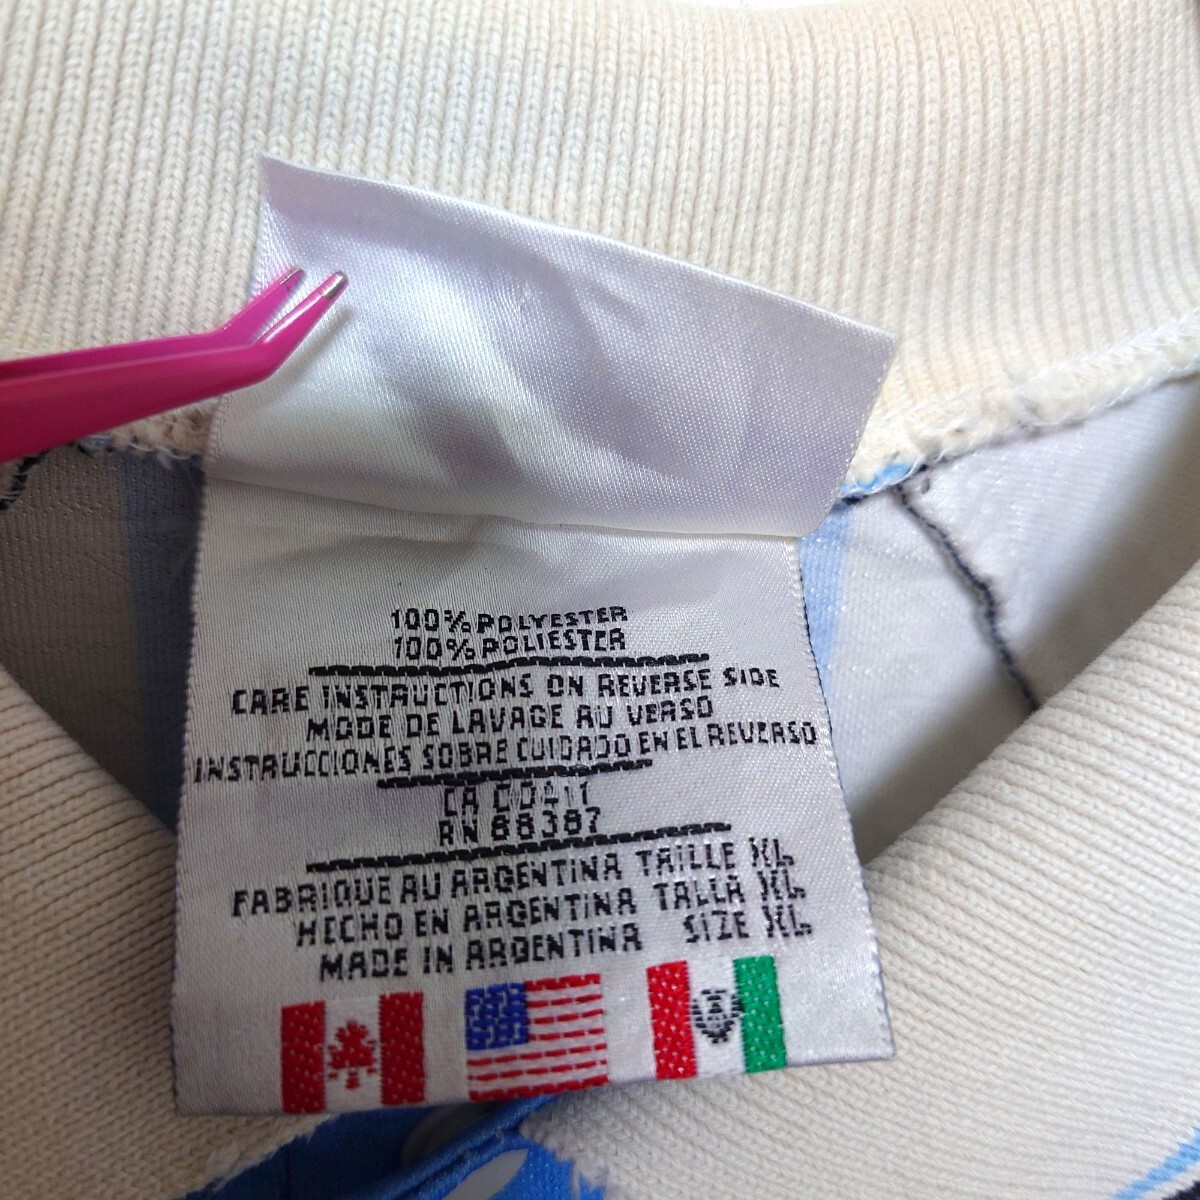 100% POLYESTER
100% POLIESTER
CARE INSTRUCTIONS ON REVERSE SIDE
MODE DE LAVAGE AU VERSO
INSTRUCCIONES SOBRE CUIDADO EN EL REVERSO
CA
RN 88387
FABRIQUE AU ARGENTINA TAILLE XL
HECHO EN ARGENTINA TALLA XL
MADE IN ARGENTINA SIZE XL